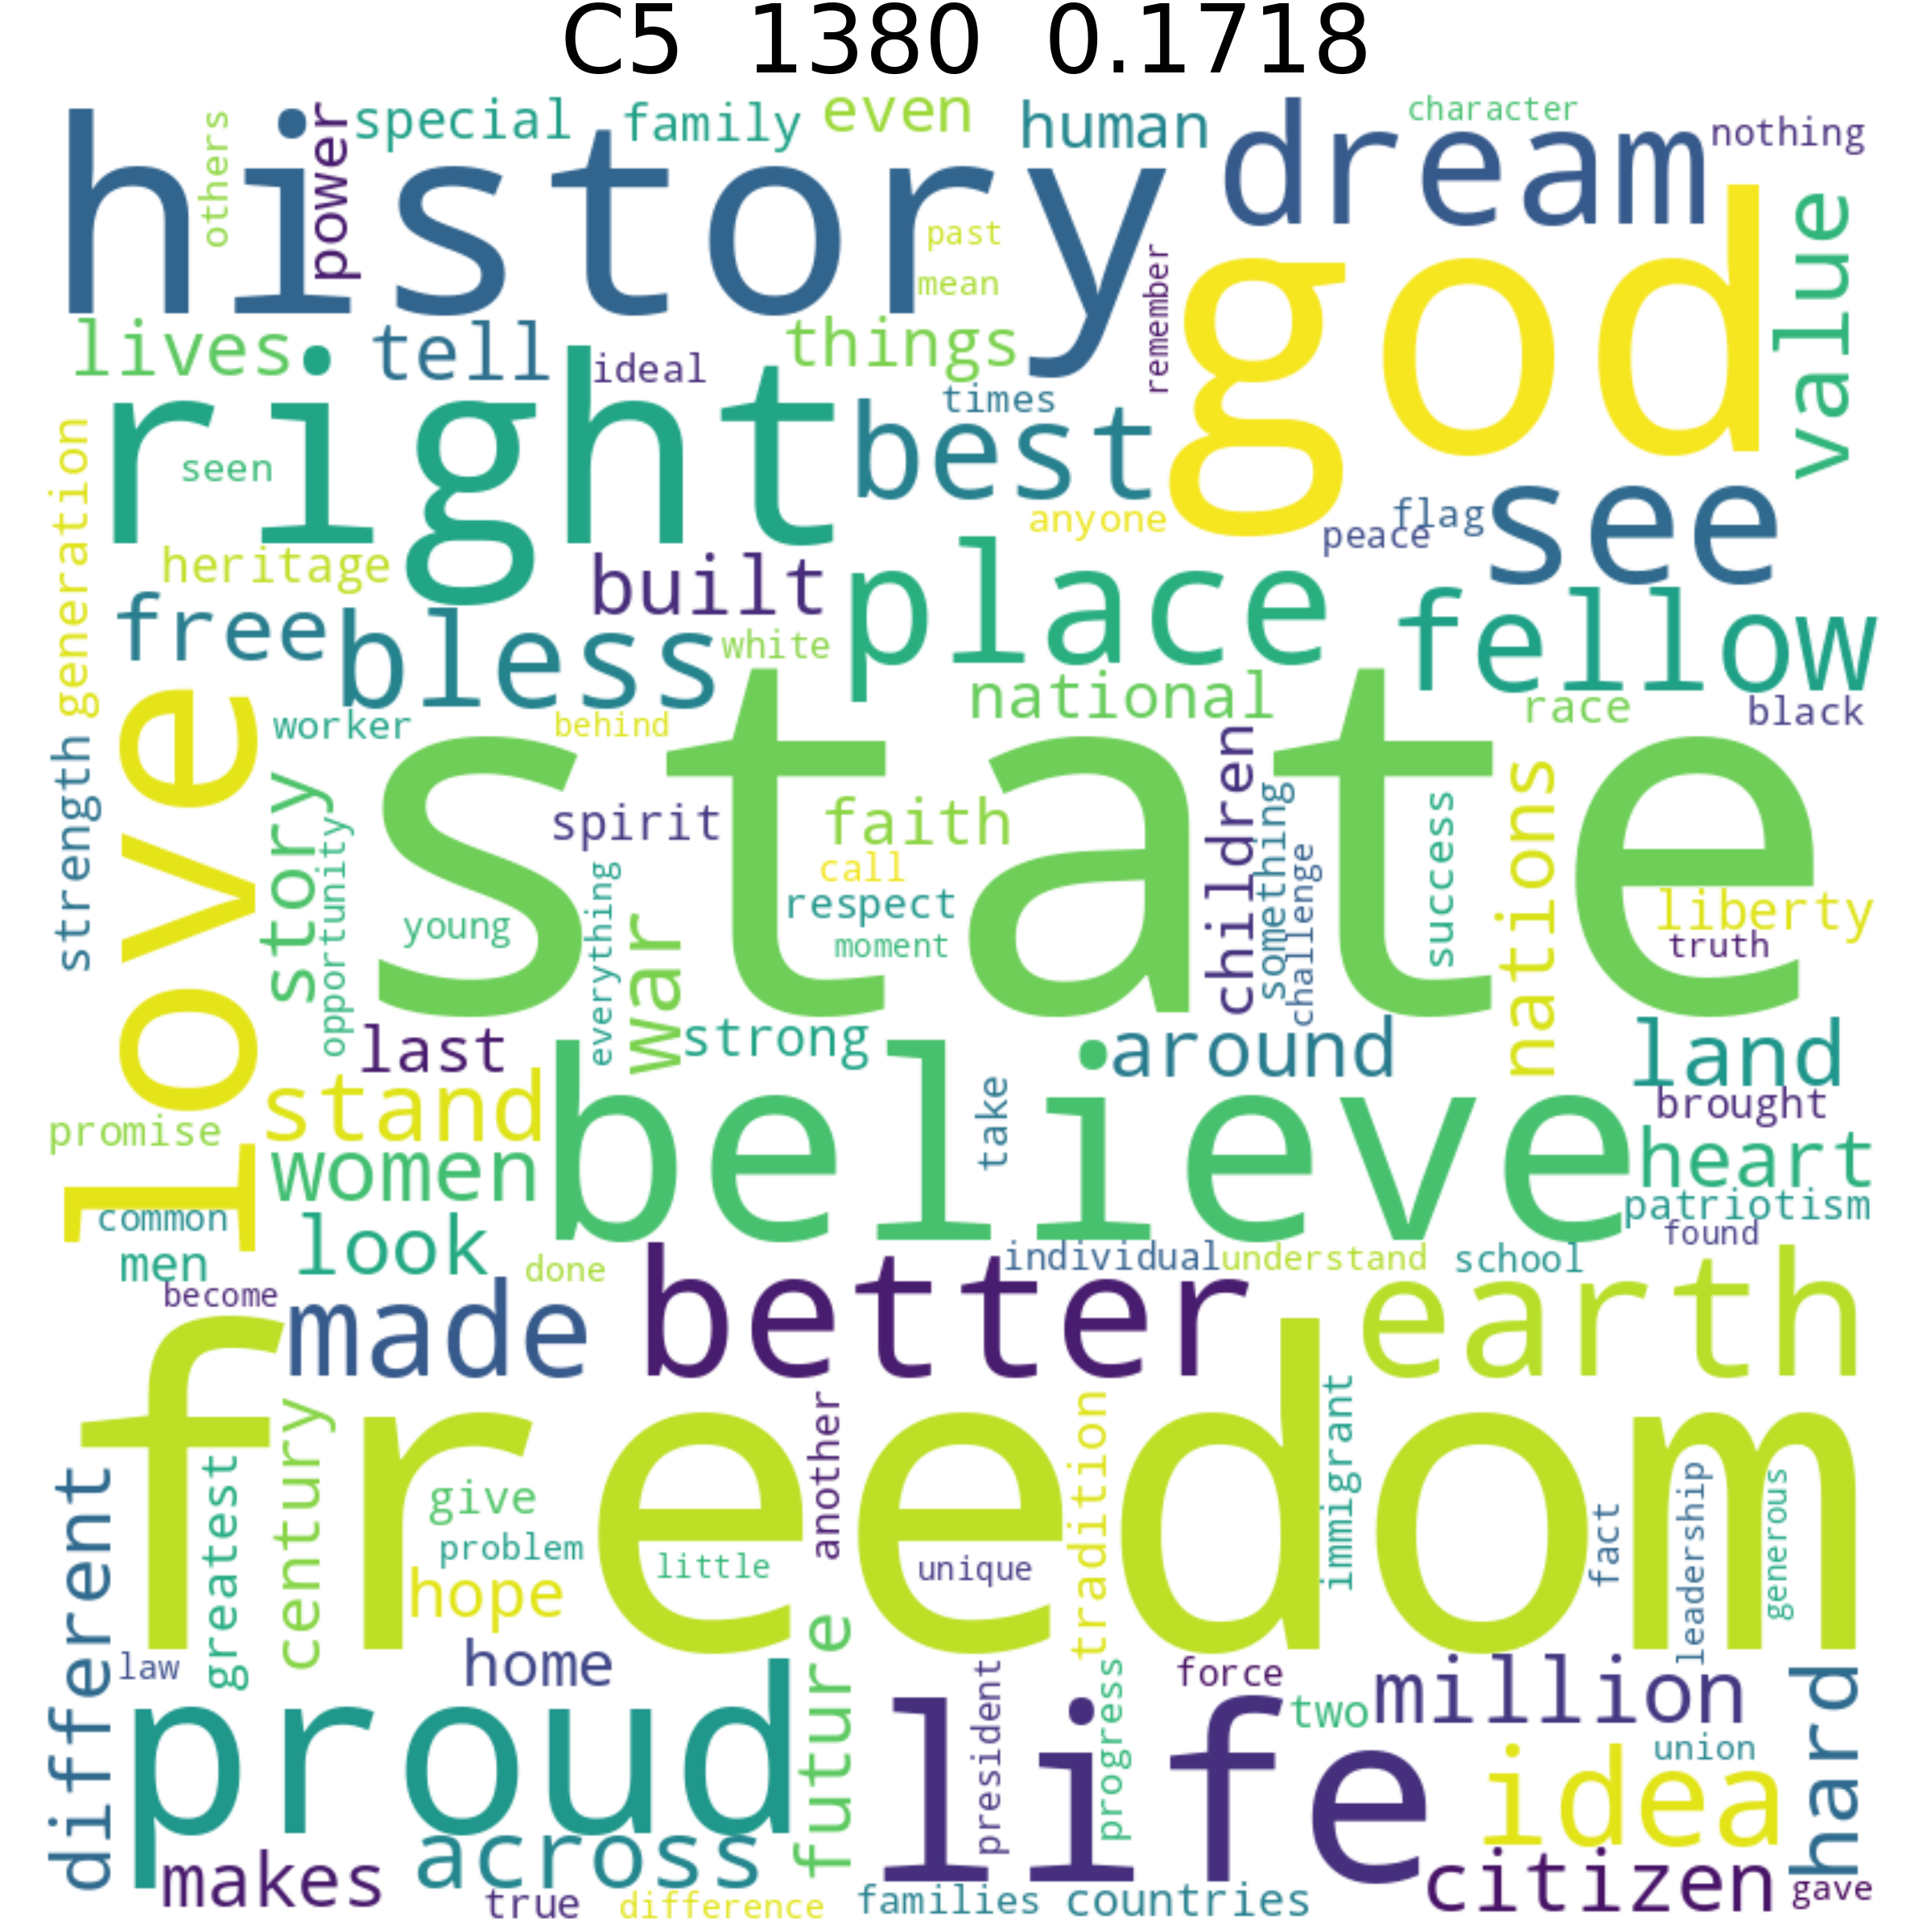 C5 1380 0.1718
others
power
special
family
even
human
dream
character
nothing
history
past
mean
remember
god
value
lives
tell
ideal
things
times
right
seen
best
anyone
flag
peace
see
generation
heritage
built
place
fellow
free
bless
white
national
race
black
love
worker
behind
state
strength
story
opportunity
spirit
faith
call
respect
moment
young
everything
war
children
something
challenge
success
nations
liberty
truth
last
strong
around
land
brought
promise
stand
believe
take
women
heart
patriotism
found
common
men
look
done
individual
understand
school
become
made
better
earth
freedom
different
greatest
century
give
problem
hope
little
another
unique
tradition
immigrant
fact
leadership
generous
law
home
future
president
progress
force
two
million
hard
proud
life
union
idea
makes
across
true
difference
families
countries
citizen
gave